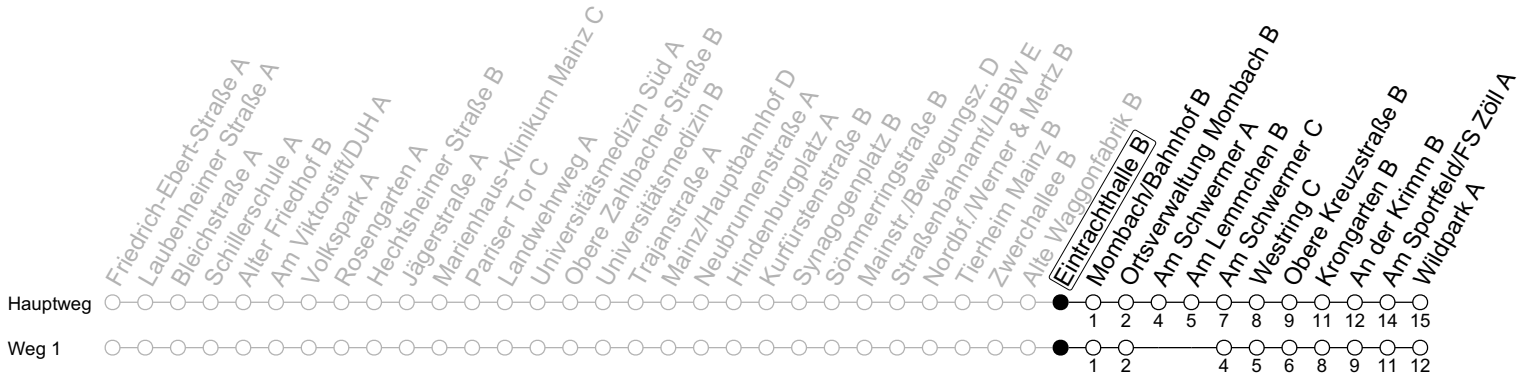 Friedrich-Ebert-Straße A
Laubenheimer Straße A
Bleichstraße A
Schillerschule A
Alter Friedhof B
Am Viktorstift/DJH A
Volkspark A
Rosengarten A
Hechtsheimer Straße B
Jägerstraße A
Marienhaus-Klinikum Mainz C
Pariser Tor C
Landwehrweg A
Universitätsmedizin Süd A
Obere Zahlbacher Straße B
Universitätsmedizin B
Trajanstraße A
Mainz/Hauptbahnhof D
Neubrunnenstraße A
Hindenburgplatz A
Kurfürstenstraße B
Synagogenplatz B
Sömmerringstraße B
Mainstr./Bewegungsz. D
Straßenbahnamt/LBBW E
Nordbf./Werner & Mertz B
Tierheim Mainz B
Zwerchallee B
Alte Waggonfabrik B
Eintrachthalle B
Mombach/Bahnhof B
Ortsverwaltung Mombach B
Am Schwermer A
Am Lemmchen B
Am Schwermer C
Westring C
Obere Kreuzstraße B
Krongarten B
An der Krimm B
Am Sportfeld/FS Zöll A
Wildpark A
Hauptweg
1 2 4 5 7 8 9 11 12 14 15
Weg 1
1 2 4 5 6 8 9 11 12